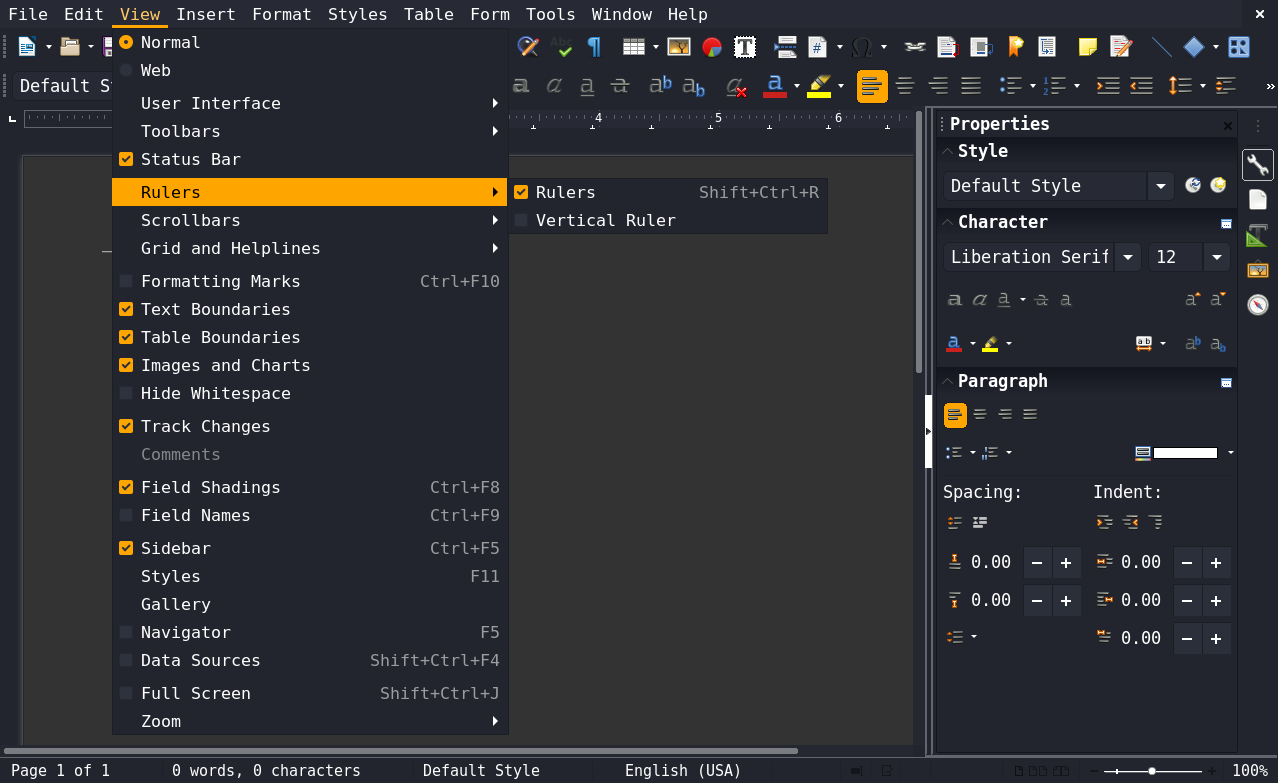 File Edit View Insert Format Styles Table Form Tools Window Help
Normal
Web
User Interface
Toolbars
Status Bar
Rulers
Scrollbars
Grid and Helplines
Formatting Marks Ctrl+F10
Text Boundaries
Table Boundaries
Images and Charts
Hide Whitespace
Track Changes
Comments
Field Shadings Ctrl+F8
Field Names Ctrl+F9
Sidebar Ctrl+F5
Styles F11
Gallery
Navigator F5
Data Sources Shift+Ctrl+F4
Full Screen Shift+Ctrl+J
Zoom
Rulers Shift+Ctrl+R
Vertical Ruler
Default St
4 5 6
Properties
Style
Default Style
Character
Liberation Serif 12
Paragraph
Spacing: Indent:
0.00 0.00
0.00 0.00
0.00
Page 1 of 1 0 words, 0 characters Default Style English (USA) 100%